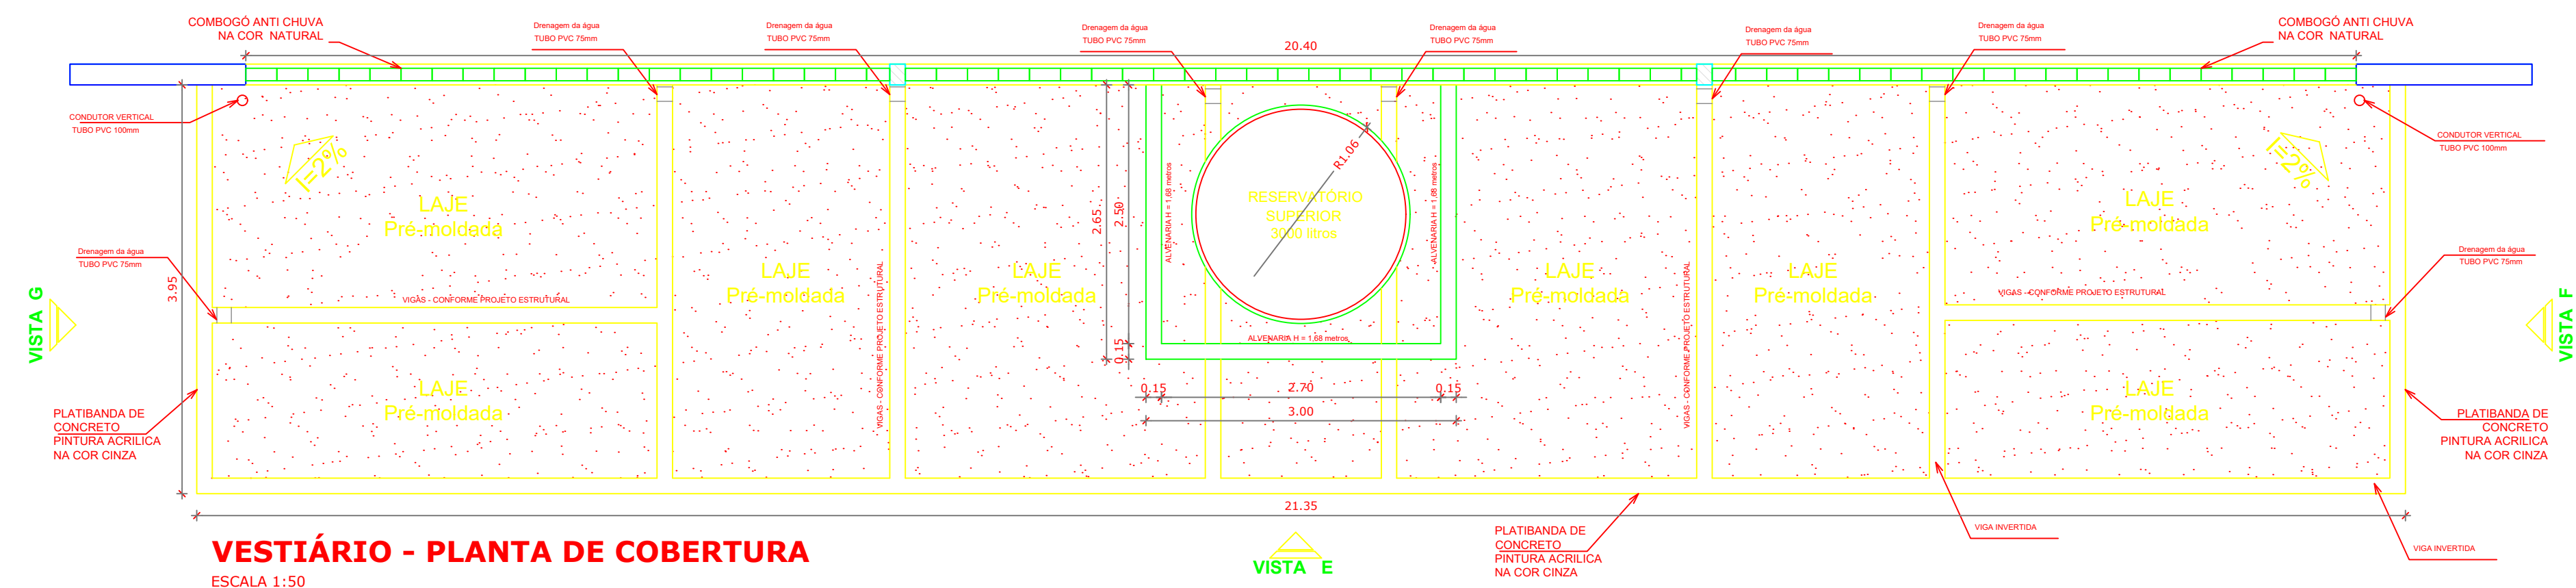 COMBOGÓ ANTI CHUVA
NA COR NATURAL
Drenagem da água
TUBO PVC 75mm
Drenagem da água
TUBO PVC 75mm
Drenagem da água
TUBO PVC 75mm
20.40
Drenagem da água
TUBO PVC 75mm
Drenagem da água
TUBO PVC 75mm
Drenagem da água
TUBO PVC 75mm
COMBOGÓ ANTI CHUVA
NA COR NATURAL
CONDUTOR VERTICAL
TUBO PVC 100mm
I=2%
LAJE
Pré-moldada
Drenagem da água
TUBO PVC 75mm
3.95
VISTA G
VIGAS - CONFORME PROJETO ESTRUTURAL
LAJE
Pré-moldada
PLATIBANDA DE
CONCRETO
PINTURA ACRILICA
NA COR CINZA
LAJE
Pré-moldada
VIGAS - CONFORME PROJETO ESTRUTURAL
LAJE
Pré-moldada
2.65
2.50
0.15
ALVENARIA H = 1,68 metros
R1.06
RESERVATÓRIO
SUPERIOR
3000 litros
ALVENARIA H = 1,68 metros
ALVENARIA H = 1,68 metros
0.15
2.70
0.15
3.00
LAJE
Pré-moldada
VIGAS - CONFORME PROJETO ESTRUTURAL
LAJE
Pré-moldada
I=2%
LAJE
Pré-moldada
CONDUTOR VERTICAL
TUBO PVC 100mm
VIGAS - CONFORME PROJETO ESTRUTURAL
Drenagem da água
TUBO PVC 75mm
VISTA F
LAJE
Pré-moldada
PLATIBANDA DE
CONCRETO
PINTURA ACRILICA
NA COR CINZA
21.35
VESTIÁRIO - PLANTA DE COBERTURA
ESCALA 1:50
VISTA E
PLATIBANDA DE
CONCRETO
PINTURA ACRILICA
NA COR CINZA
VIGA INVERTIDA
VIGA INVERTIDA